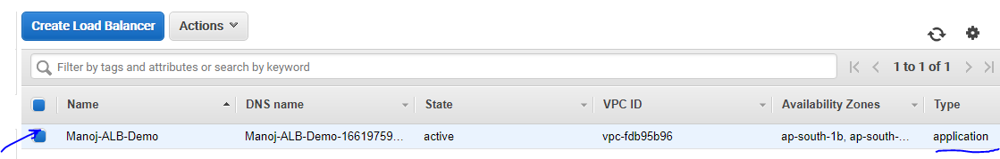 Create Load Balancer Actions
Filter by tags and attributes or search by keyword 1 to 1 of 1
Name DNS name State VPC ID Availability Zones Type
Manoj-ALB-Demo Manoj-ALB-Demo-16619759... active vpc-fdb95b96 ap-south-1b, ap-south-... application